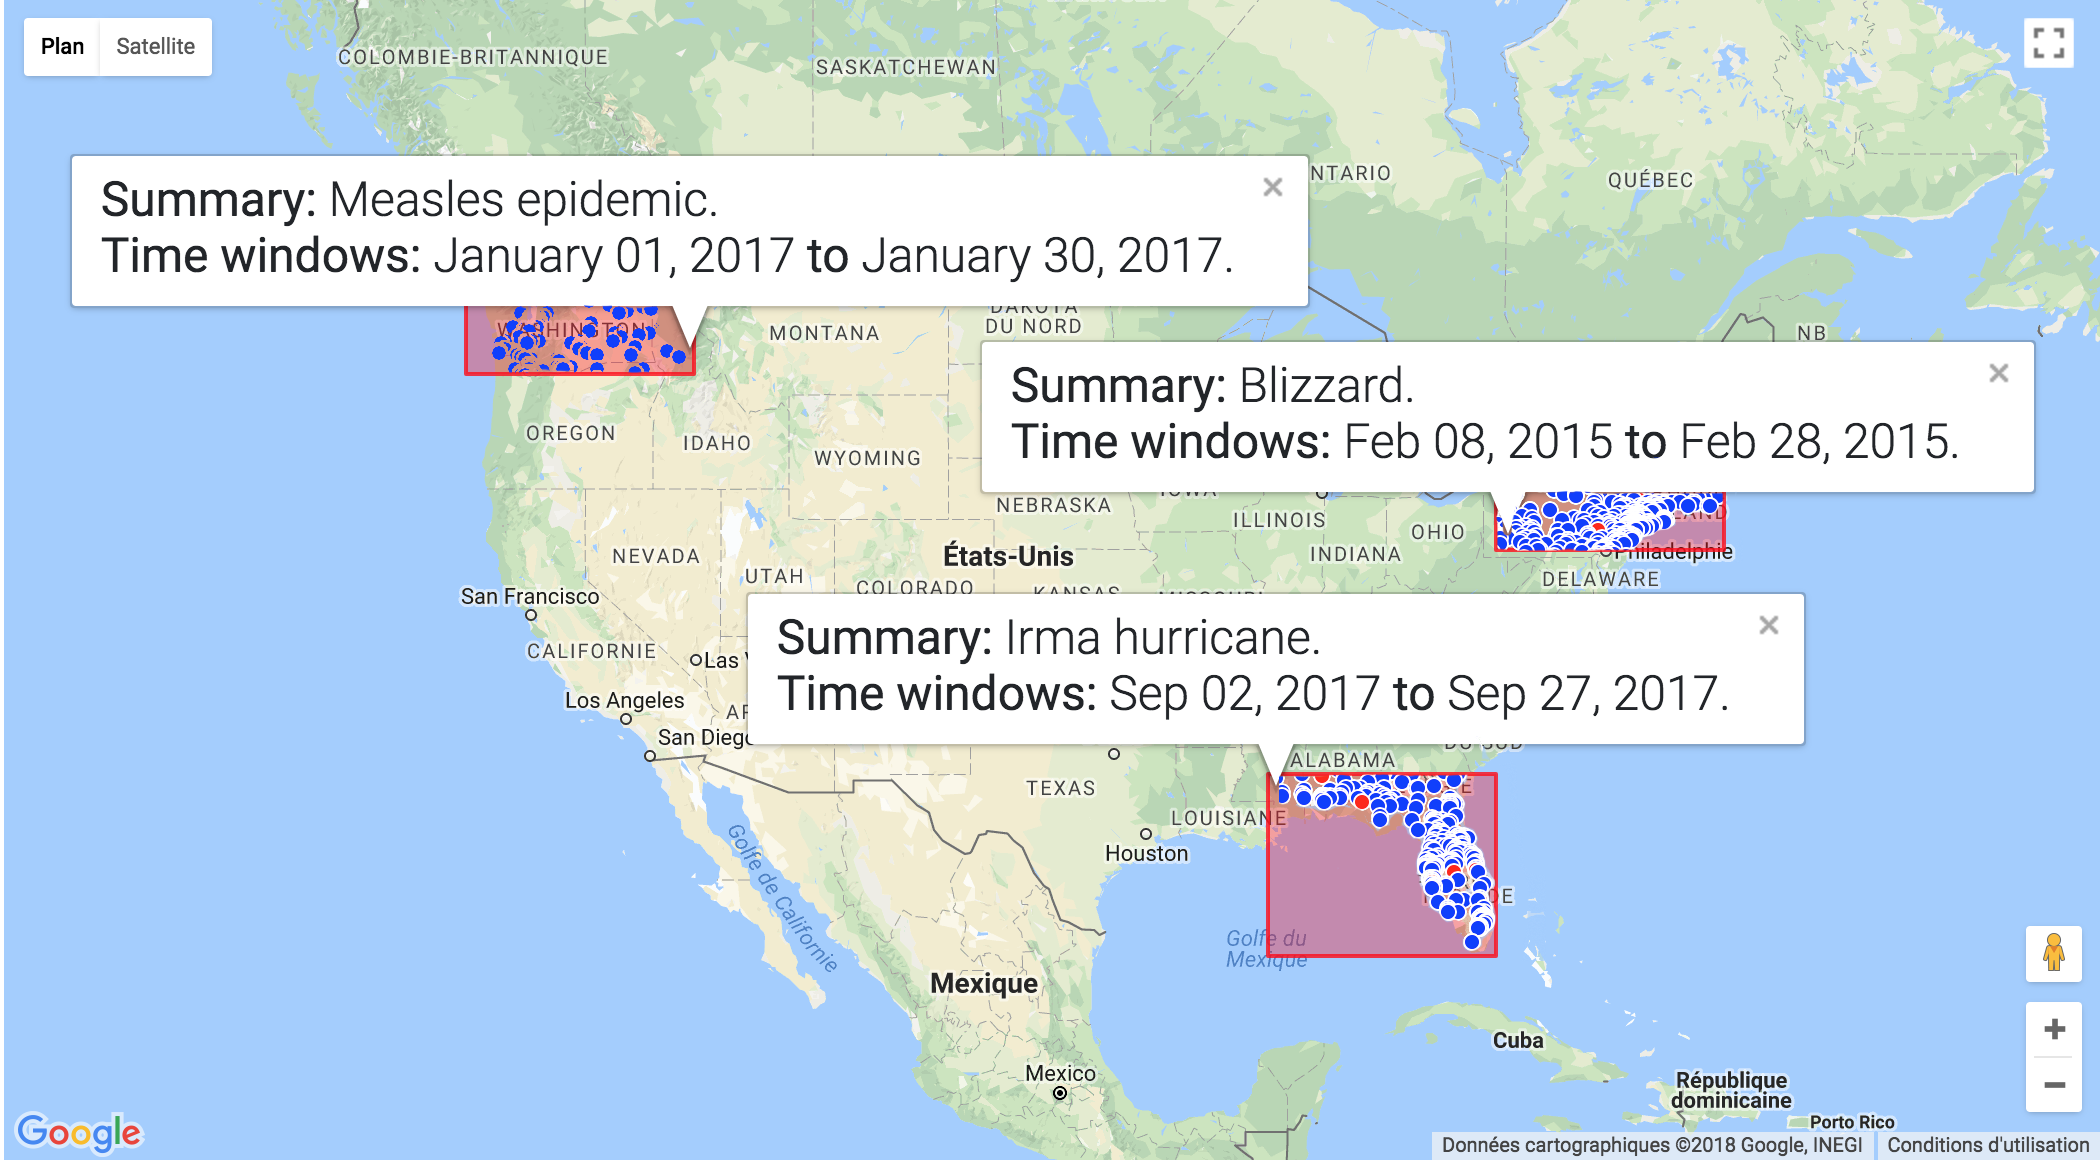 Plan
Satellite
COLOMBIE-BRITANNIQUE
SASKATCHEWAN
NTARIO
QUÉBEC
Summary: Measles epidemic.
Time windows: January 01, 2017 to January 30, 2017.
WASHINGTON
MONTANA
DAKOTA
DU NORD
NB
Summary: Blizzard.
Time windows: Feb 08, 2015 to Feb 28, 2015.
OREGON
IDAHO
WYOMING
NEBRASKA
IOWA
ILLINOIS
OHIO
INDIANA
Philadelphie
DELAWARE
NEVADA
UTAH
États-Unis
COLORADO
KANSAS
MISSOURI
San Francisco
CALIFORNIE
Las
Los Angeles
San Diego
Summary: Irma hurricane.
Time windows: Sep 02, 2017 to Sep 27, 2017.
DU SUD
ALABAMA
TEXAS
LOUISIANE
Houston
Golfe de Californie
Golfe du
Mexique
Mexique
Mexico
Cuba
République
dominicaine
Porto Rico
Google
Données cartographiques ©2018 Google, INEGI
Conditions d'utilisation